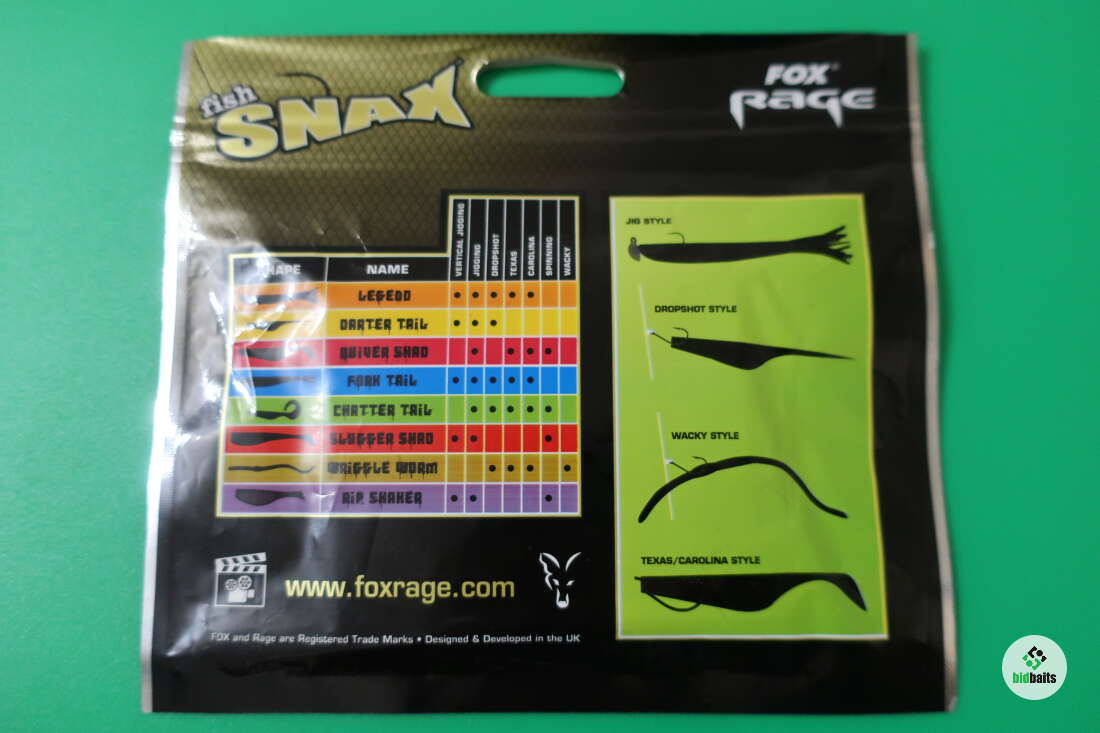 fish
SNAX
FOX®
RAGE
VERTICAL JIGGING
JIGGING
DROPSHOT
TEXAS
CAROLINA
SPINNING
WACKY
NAME
LEGEND
DARTER TAIL
QUIVER SHAD
FORK TAIL
CHATTER TAIL
SLUGGER SHAD
WRIGGLE WORM
RIP SHAKER
JIG STYLE
DROPSHOT STYLE
WACKY STYLE
TEXAS/CAROLINA STYLE
www.foxrage.com
FOX and Rage are Registered Trade Marks • Designed & Developed in the UK
bidbaits